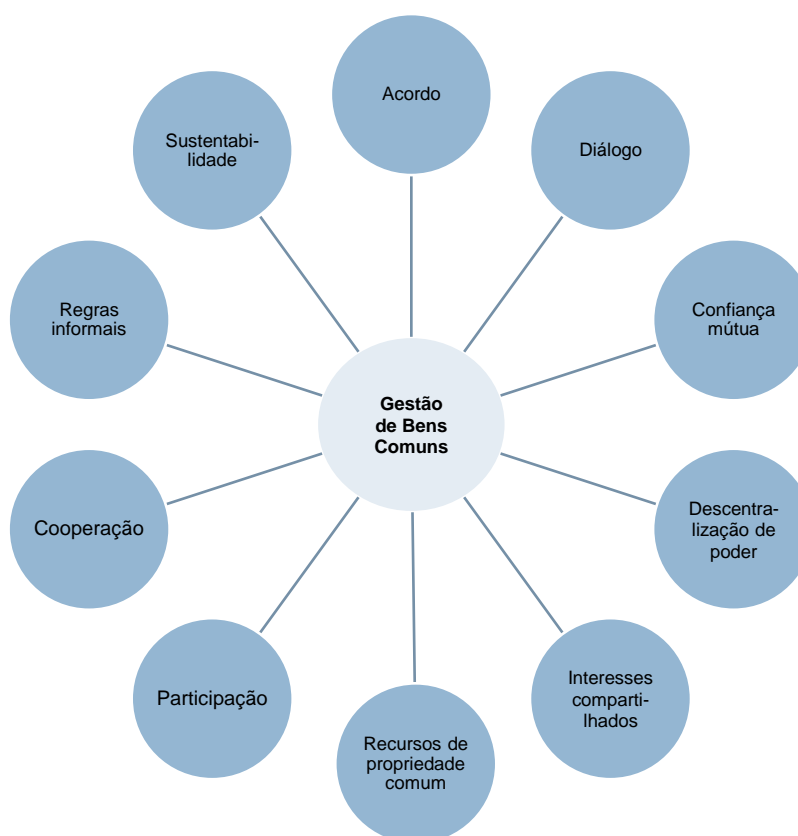 Acordo
Diálogo
Confiança
mútua
Descentra-
lização de
poder
Interesses
comparti-
lhados
Recursos de
propriedade
comum
Participação
Cooperação
Regras
informais
Sustentabi-
lidade
Gestão
de Bens
Comuns